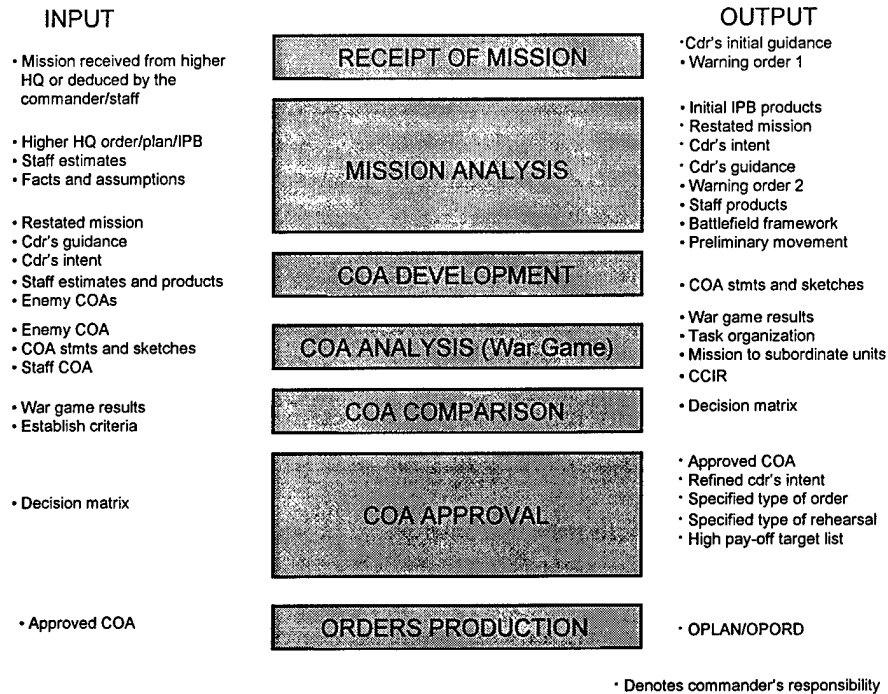 INPUT
OUTPUT
RECEIPT OF MISSION
• Mission received from higher
HQ or deduced by the
commander/staff
•Cdr's initial guidance
• Warning order 1
MISSION ANALYSIS
• Higher HQ order/plan/IPB
• Staff estimates
• Facts and assumptions
• Initial IPB products
• Restated mission
• Cdr's intent
• Cdr's guidance
• Warning order 2
• Staff products
• Battlefield framework
• Preliminary movement
COA DEVELOPMENT
• Restated mission
• Cdr's guidance
• Cdr's intent
• Staff estimates and products
• Enemy COAs
• COA stmts and sketches
COA ANALYSIS (War Game)
• Enemy COA
• COA stmts and sketches
• Staff COA
• War game results
• Task organization
• Mission to subordinate units
• CCIR
COA COMPARISON
• War game results
• Establish criteria
• Decision matrix
COA APPROVAL
• Decision matrix
• Approved COA
• Refined cdr's intent
• Specified type of order
• Specified type of rehearsal
• High pay-off target list
ORDERS PRODUCTION
• Approved COA
• OPLAN/OPORD
• Denotes commander's responsibility